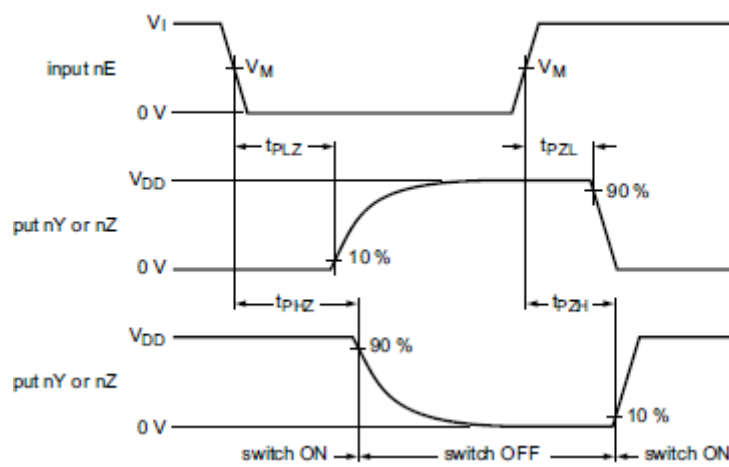 VI
input nE
VM
VM
0 V
tPLZ
tPZL
VDD
90 %
put nY or nZ
10 %
0 V
tPHZ
tPZH
VDD
90 %
put nY or nZ
10 %
0 V
switch ON
switch OFF
switch ON